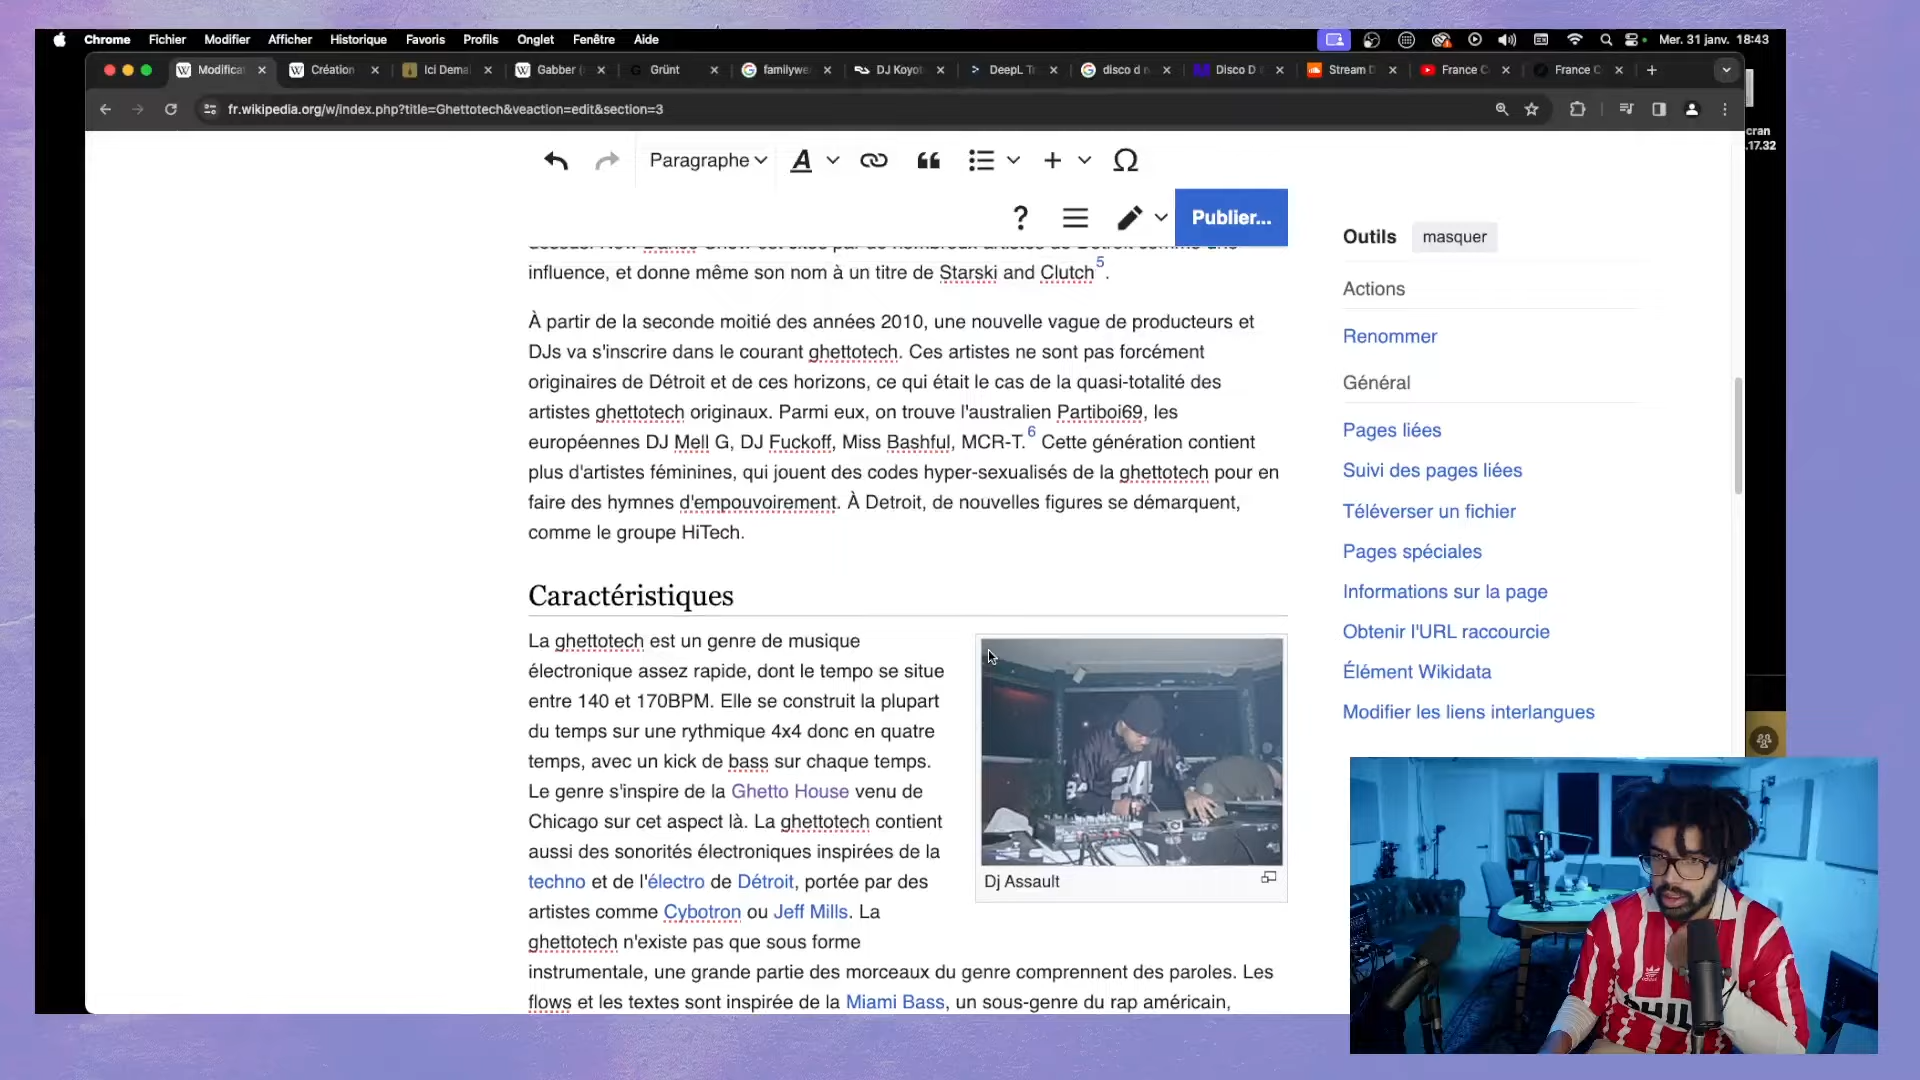 Chrome Fichier Modifier Afficher Historique Favoris Profils Onglet Fenêtre Aide Mer. 31 janv. 18:43
Modificat Création Ici Demai Gabber ( Grünt familywe DJ Koyot DeepL Tr disco d r Disco D Stream D France C France C
fr.wikipedia.org/w/index.php?title=Ghettotech&veaction=edit&section=3
cran
.17.32
Paragraphe
Publier...
influence, et donne même son nom à un titre de Starski and Clutch5.
À partir de la seconde moitié des années 2010, une nouvelle vague de producteurs et
DJs va s'inscrire dans le courant ghettotech. Ces artistes ne sont pas forcément
originaires de Détroit et de ces horizons, ce qui était le cas de la quasi-totalité des
artistes ghettotech originaux. Parmi eux, on trouve l'australien Partiboi69, les
européennes DJ Mell G, DJ Fuckoff, Miss Bashful, MCR-T.6 Cette génération contient
plus d'artistes féminines, qui jouent des codes hyper-sexualisés de la ghettotech pour en
faire des hymnes d'empouvoirement. À Detroit, de nouvelles figures se démarquent,
comme le groupe HiTech.
Caractéristiques
La ghettotech est un genre de musique
électronique assez rapide, dont le tempo se situe
entre 140 et 170BPM. Elle se construit la plupart
du temps sur une rythmique 4x4 donc en quatre
temps, avec un kick de bass sur chaque temps.
Le genre s'inspire de la Ghetto House venu de
Chicago sur cet aspect là. La ghettotech contient
aussi des sonorités électroniques inspirées de la
techno et de l'électro de Détroit, portée par des
artistes comme Cybotron ou Jeff Mills. La
ghettotech n'existe pas que sous forme
instrumentale, une grande partie des morceaux du genre comprennent des paroles. Les
flows et les textes sont inspirée de la Miami Bass, un sous-genre du rap américain,
24
Dj Assault
Outils masquer
Actions
Renommer
Général
Pages liées
Suivi des pages liées
Téléverser un fichier
Pages spéciales
Informations sur la page
Obtenir l'URL raccourcie
Élément Wikidata
Modifier les liens interlangues